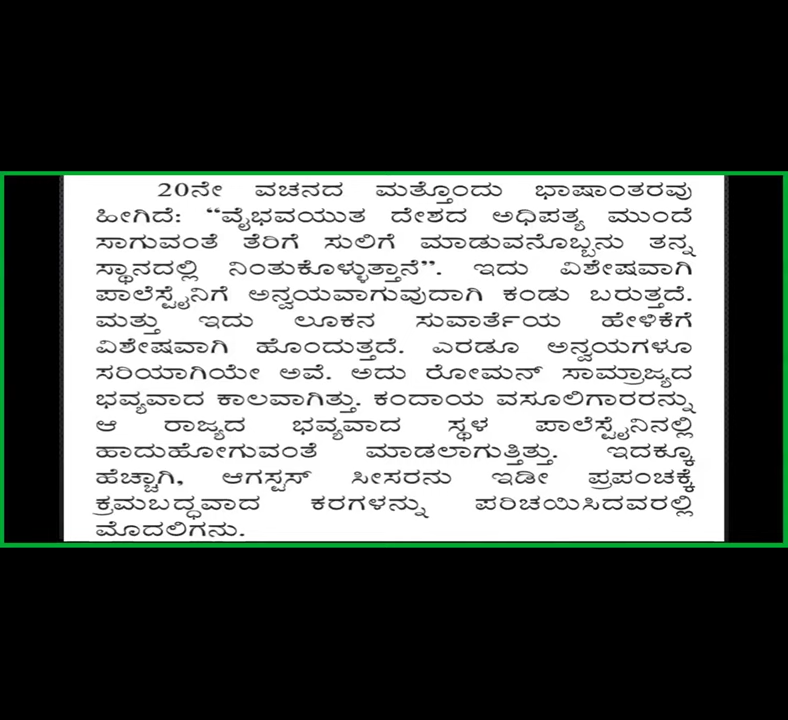 20ನೇ ವಚನದ ಮತ್ತೊಂದು ಭಾಷಾಂತರವು
ಹೀಗಿದೆ: “ವೈಭವಯುತ ದೇಶದ ಅಧಿಪತ್ಯ ಮುಂದೆ
ಸಾಗುವಂತೆ ತೆರಿಗೆ ಸುಲಿಗೆ ಮಾಡುವನೊಬ್ಬನು ತನ್ನ
ಸ್ಥಾನದಲ್ಲಿ ನಿಂತುಕೊಳ್ಳುತ್ತಾನೆ”. ಇದು ವಿಶೇಷವಾಗಿ
ಪಾಲೆಸ್ಟೈನಿಗೆ ಅನ್ವಯವಾಗುವುದಾಗಿ ಕಂಡು ಬರುತ್ತದೆ.
ಮತ್ತು ಇದು ಲೂಕನ ಸುವಾರ್ತೆಯ ಹೇಳಿಕೆಗೆ
ವಿಶೇಷವಾಗಿ ಹೊಂದುತ್ತದೆ. ಎರಡೂ ಅನ್ವಯಗಳೂ
ಸರಿಯಾಗಿಯೇ ಅವೆ. ಅದು ರೋಮನ್ ಸಾಮ್ರಾಜ್ಯದ
ಭವ್ಯವಾದ ಕಾಲವಾಗಿತ್ತು. ಕಂದಾಯ ವಸೂಲಿಗಾರರನ್ನು
ಆ ರಾಜ್ಯದ ಭವ್ಯವಾದ ಸ್ಥಳ ಪಾಲೆಸ್ಟೈನಿನಲ್ಲಿ
ಹಾದುಹೋಗುವಂತೆ ಮಾಡಲಾಗುತ್ತಿತ್ತು. ಇದಕ್ಕೂ
ಹೆಚ್ಚಾಗಿ, ಆಗಸ್ಟಸ್ ಸೀಸರನು ಇಡೀ ಪ್ರಪಂಚಕ್ಕೆ
ಕ್ರಮಬದ್ಧವಾದ ಕರಗಳನ್ನು ಪರಿಚಯಿಸಿದವರಲ್ಲಿ
ಮೊದಲಿಗನು.